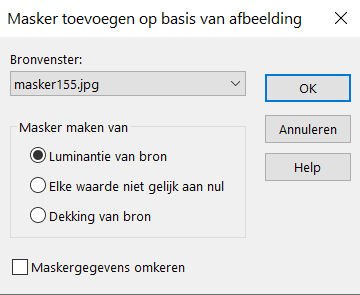 Masker toevoegen op basis van afbeelding
Bronvenster:
masker155.jpg
OK
Masker maken van
Annuleren
Luminantie van bron
Help
Elke waarde niet gelijk aan nul
Dekking van bron
Maskergegevens omkeren